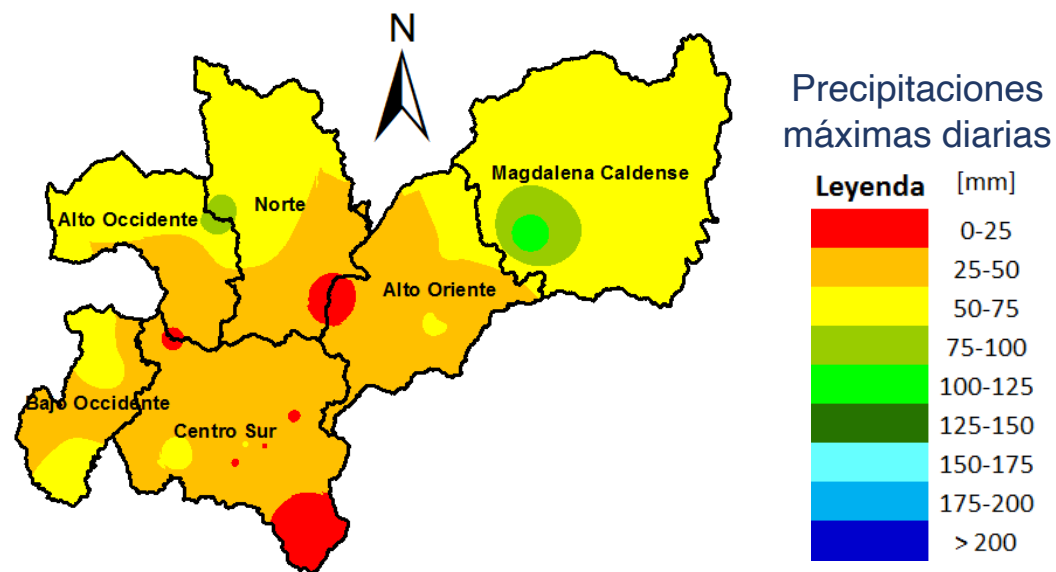 N
Precipitaciones
máximas diarias
Magdalena Caldense
Leyenda [mm]
Alto Occidente
Norte
0-25
25-50
Alto Oriente
50-75
75-100
100-125
Bajo Occidente
125-150
Centro Sur
150-175
175-200
> 200